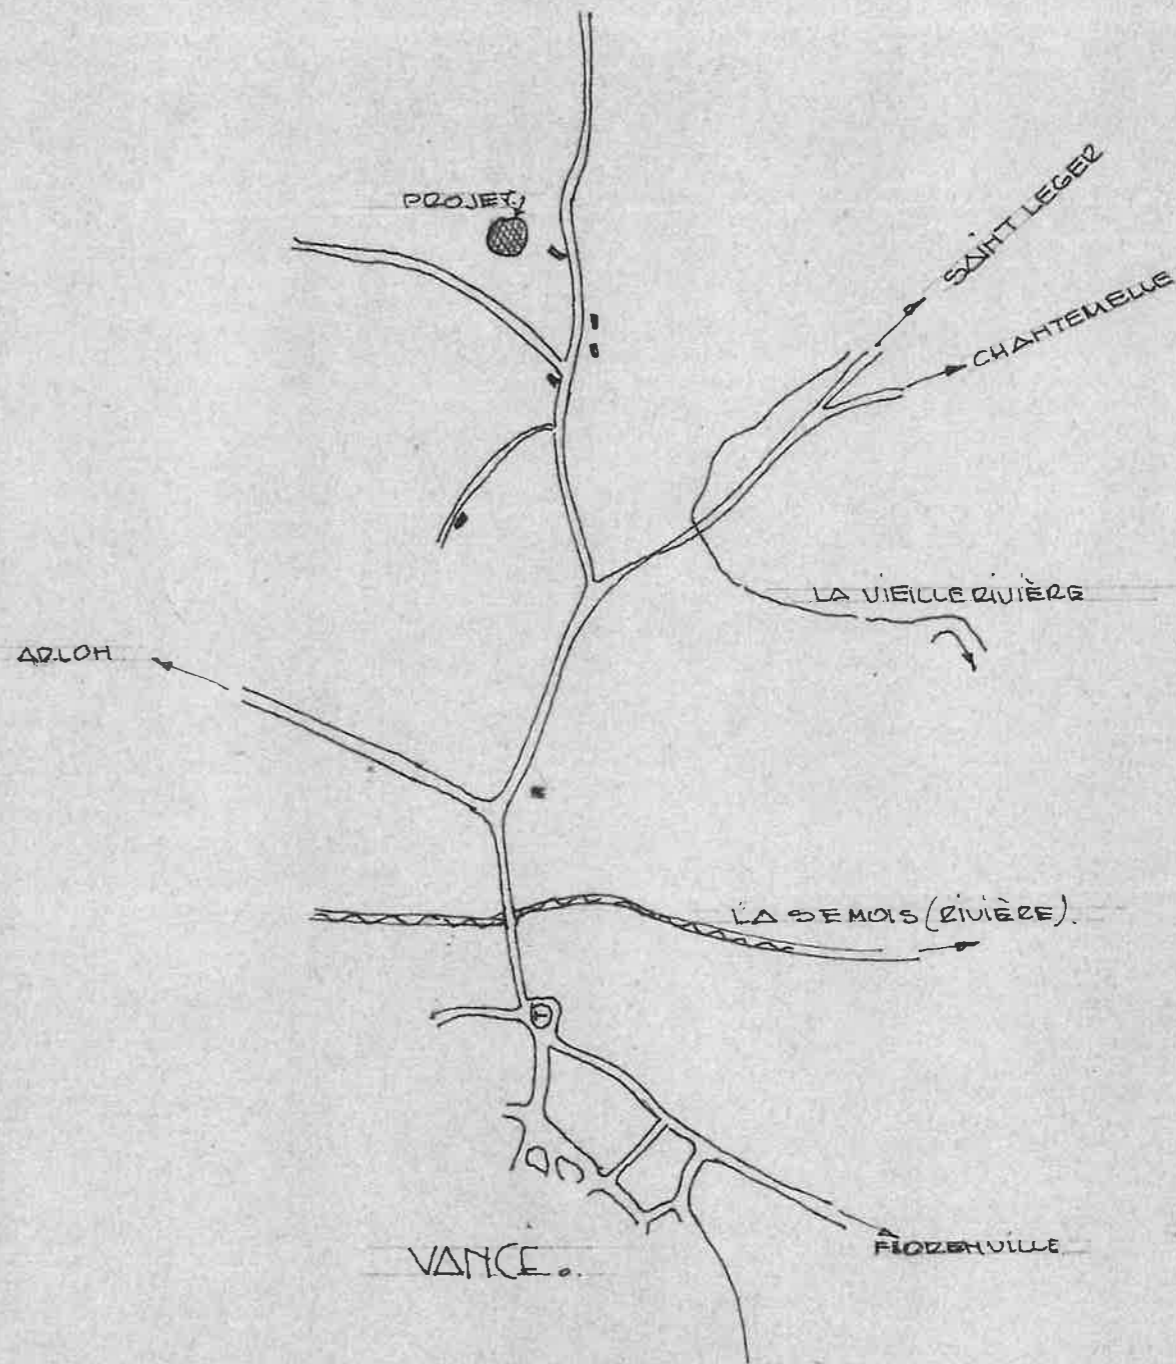 PROJET
SAINT LEGER
CHANTEMELLE
LA VIEILLE RIVIÈRE
ARLON
LA SEMOIS (RIVIÈRE).
T
FLORENVILLE
VANCE.